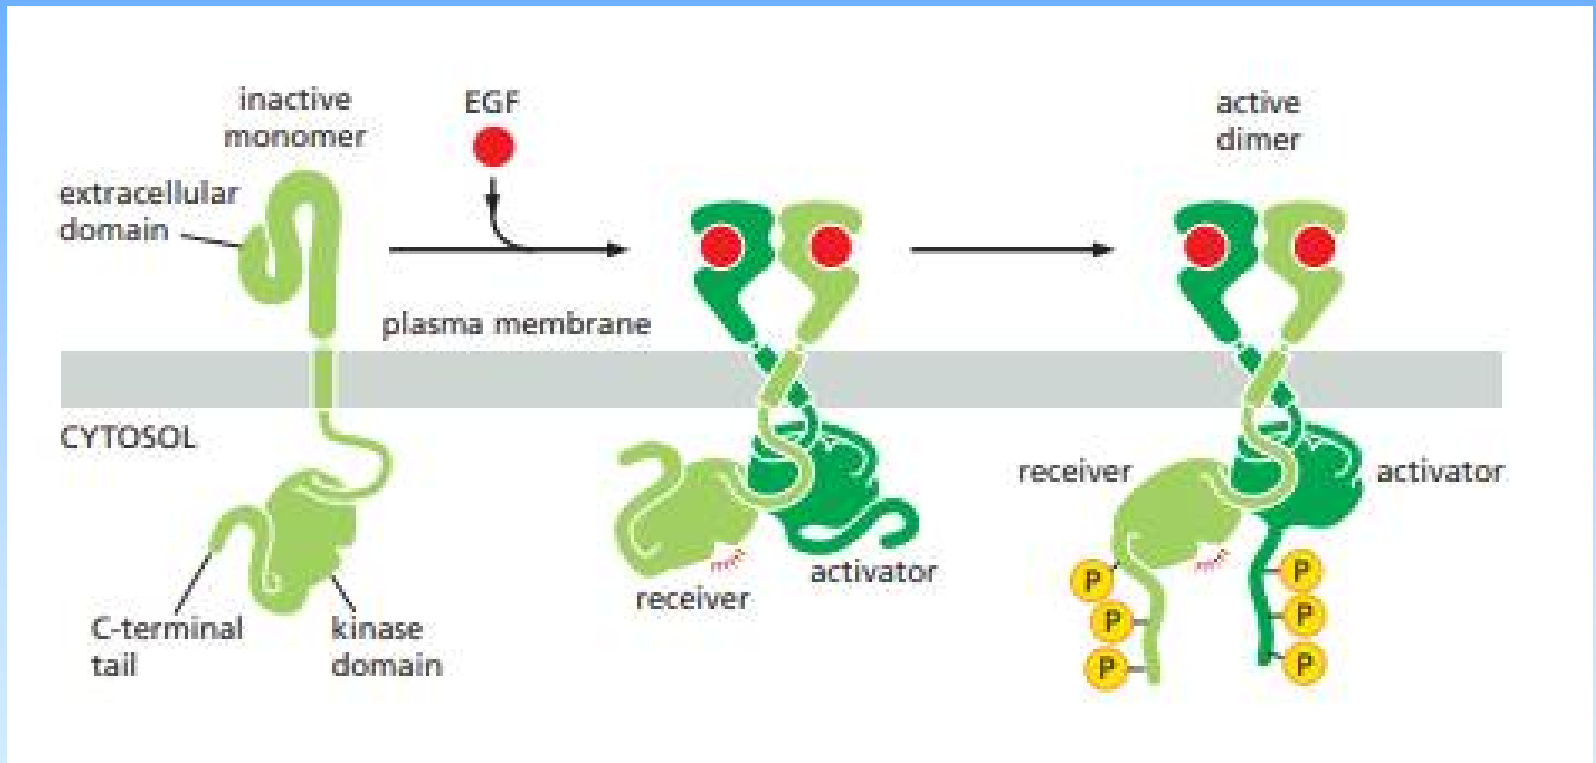 inactive
monomer
EGF
active
dimer
extracellular
domain
plasma membrane
CYTOSOL
receiver
activator
activator
receiver
C-terminal
tail
kinase
domain
P
P
P
P
P
P